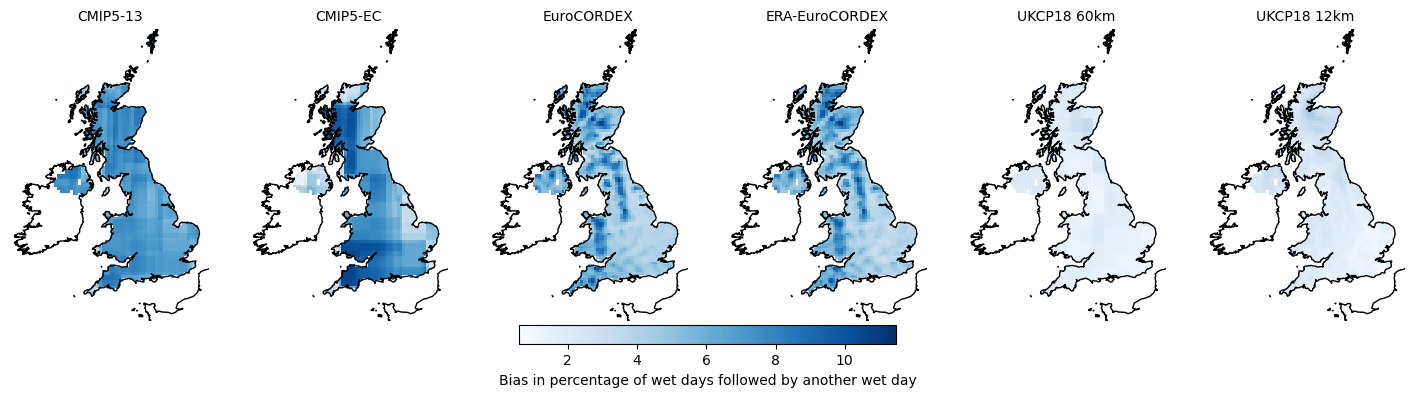 CMIP5-13
CMIP5-EC
EuroCORDEX
ERA-EuroCORDEX
UKCP18 60km
UKCP18 12km
2 4 6 8 10
Bias in percentage of wet days followed by another wet day